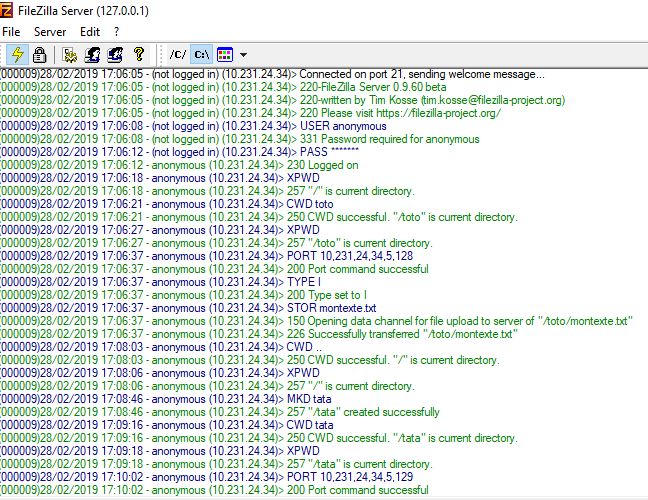 FileZilla Server (127.0.0.1)
File Server Edit ?
/C/ C:\
(000009)28/02/2019 17:06:05 - (not logged in) (10.231.24.34)> Connected on port 21, sending welcome message...
(000009)28/02/2019 17:06:05 - (not logged in) (10.231.24.34)> 220-FileZilla Server 0.9.60 beta
(000009)28/02/2019 17:06:05 - (not logged in) (10.231.24.34)> 220-written by Tim Kosse (tim.kosse@filezilla-project.org)
(000009)28/02/2019 17:06:05 - (not logged in) (10.231.24.34)> 220 Please visit https://filezilla-project.org/
(000009)28/02/2019 17:06:08 - (not logged in) (10.231.24.34)> USER anonymous
(000009)28/02/2019 17:06:08 - (not logged in) (10.231.24.34)> 331 Password required for anonymous
(000009)28/02/2019 17:06:12 - (not logged in) (10.231.24.34)> PASS *******
(000009)28/02/2019 17:06:12 - anonymous (10.231.24.34)> 230 Logged on
(000009)28/02/2019 17:06:18 - anonymous (10.231.24.34)> XPWD
(000009)28/02/2019 17:06:18 - anonymous (10.231.24.34)> 257 "/" is current directory.
(000009)28/02/2019 17:06:21 - anonymous (10.231.24.34)> CWD toto
(000009)28/02/2019 17:06:21 - anonymous (10.231.24.34)> 250 CWD successful. "/toto" is current directory.
(000009)28/02/2019 17:06:27 - anonymous (10.231.24.34)> XPWD
(000009)28/02/2019 17:06:27 - anonymous (10.231.24.34)> 257 "/toto" is current directory.
(000009)28/02/2019 17:06:37 - anonymous (10.231.24.34)> PORT 10,231,24,34,5,128
(000009)28/02/2019 17:06:37 - anonymous (10.231.24.34)> 200 Port command successful
(000009)28/02/2019 17:06:37 - anonymous (10.231.24.34)> TYPE I
(000009)28/02/2019 17:06:37 - anonymous (10.231.24.34)> 200 Type set to I
(000009)28/02/2019 17:06:37 - anonymous (10.231.24.34)> STOR montexte.txt
(000009)28/02/2019 17:06:37 - anonymous (10.231.24.34)> 150 Opening data channel for file upload to server of "/toto/montexte.txt"
(000009)28/02/2019 17:06:37 - anonymous (10.231.24.34)> 226 Successfully transferred "/toto/montexte.txt"
(000009)28/02/2019 17:08:03 - anonymous (10.231.24.34)> CWD ..
(000009)28/02/2019 17:08:03 - anonymous (10.231.24.34)> 250 CWD successful. "/" is current directory.
(000009)28/02/2019 17:08:06 - anonymous (10.231.24.34)> XPWD
(000009)28/02/2019 17:08:06 - anonymous (10.231.24.34)> 257 "/" is current directory.
(000009)28/02/2019 17:08:46 - anonymous (10.231.24.34)> MKD tata
(000009)28/02/2019 17:08:46 - anonymous (10.231.24.34)> 257 "/tata" created successfully
(000009)28/02/2019 17:09:16 - anonymous (10.231.24.34)> CWD tata
(000009)28/02/2019 17:09:16 - anonymous (10.231.24.34)> 250 CWD successful. "/tata" is current directory.
(000009)28/02/2019 17:09:18 - anonymous (10.231.24.34)> XPWD
(000009)28/02/2019 17:09:18 - anonymous (10.231.24.34)> 257 "/tata" is current directory.
(000009)28/02/2019 17:10:02 - anonymous (10.231.24.34)> PORT 10,231,24,34,5,129
(000009)28/02/2019 17:10:02 - anonymous (10.231.24.34)> 200 Port command successful